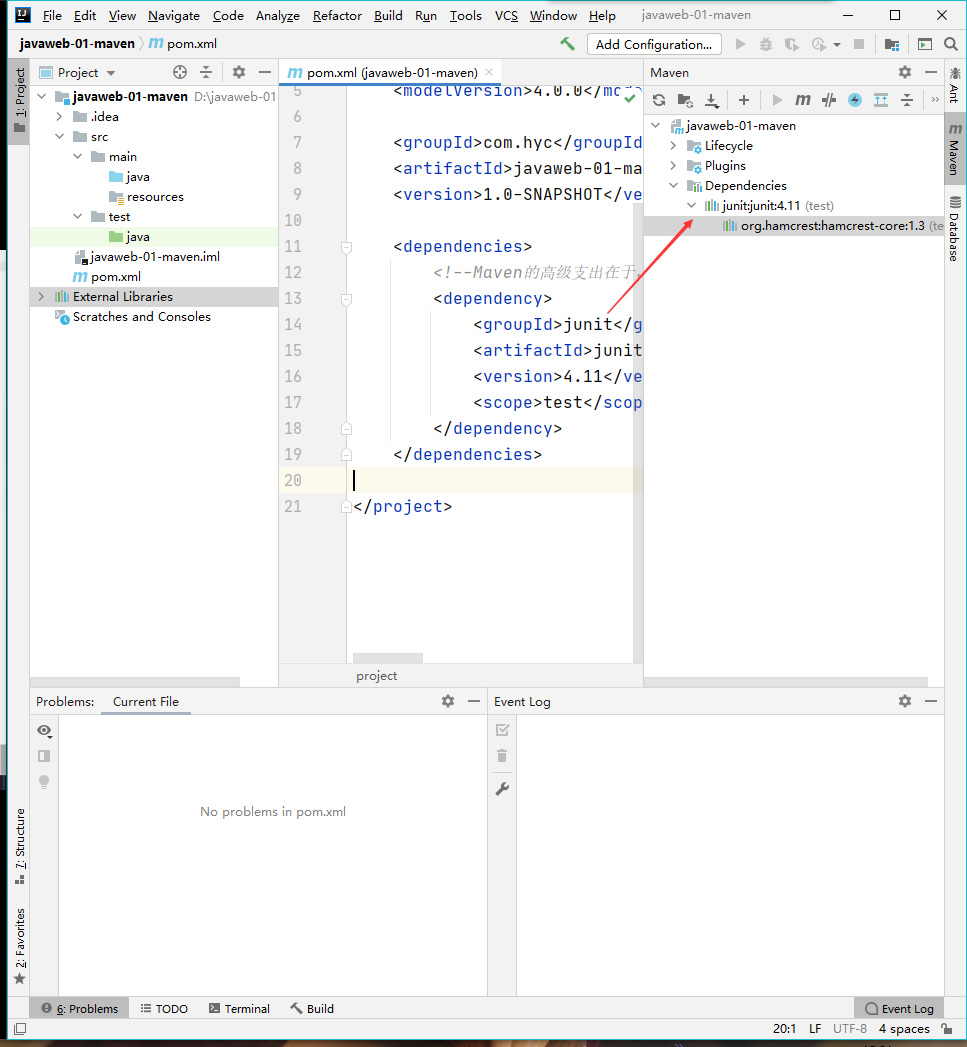 File Edit View Navigate Code Analyze Refactor Build Run Tools VCS Window Help javaweb-01-maven
javaweb-01-maven pom.xml Add Configuration...
1: Project
Project
javaweb-01-maven D:\javaweb-01
.idea
src
main
java
resources
test
java
javaweb-01-maven.iml
pom.xml
External Libraries
Scratches and Consoles
pom.xml (javaweb-01-maven)
5 <modelVersion>4.0.0</
6
7 <groupId>com.hyc</groupId
8 <artifactId>javaweb-01-ma
9 <version>1.0-SNAPSHOT</ve
10
11 <dependencies>
12 <!--Maven的高级支出在于
13 <dependency>
14 <groupId>junit</g
15 <artifactId>junit
16 <version>4.11</ve
17 <scope>test</scop
18 </dependency>
19 </dependencies>
20
21 </project>
project
Maven
javaweb-01-maven
Lifecycle
Plugins
Dependencies
junit:junit:4.11 (test)
org.hamcrest:hamcrest-core:1.3 (te
Ant
Maven
Database
Problems: Current File
No problems in pom.xml
Event Log
7: Structure
2: Favorites
6: Problems TODO Terminal Build Event Log
20:1 LF UTF-8 4 spaces